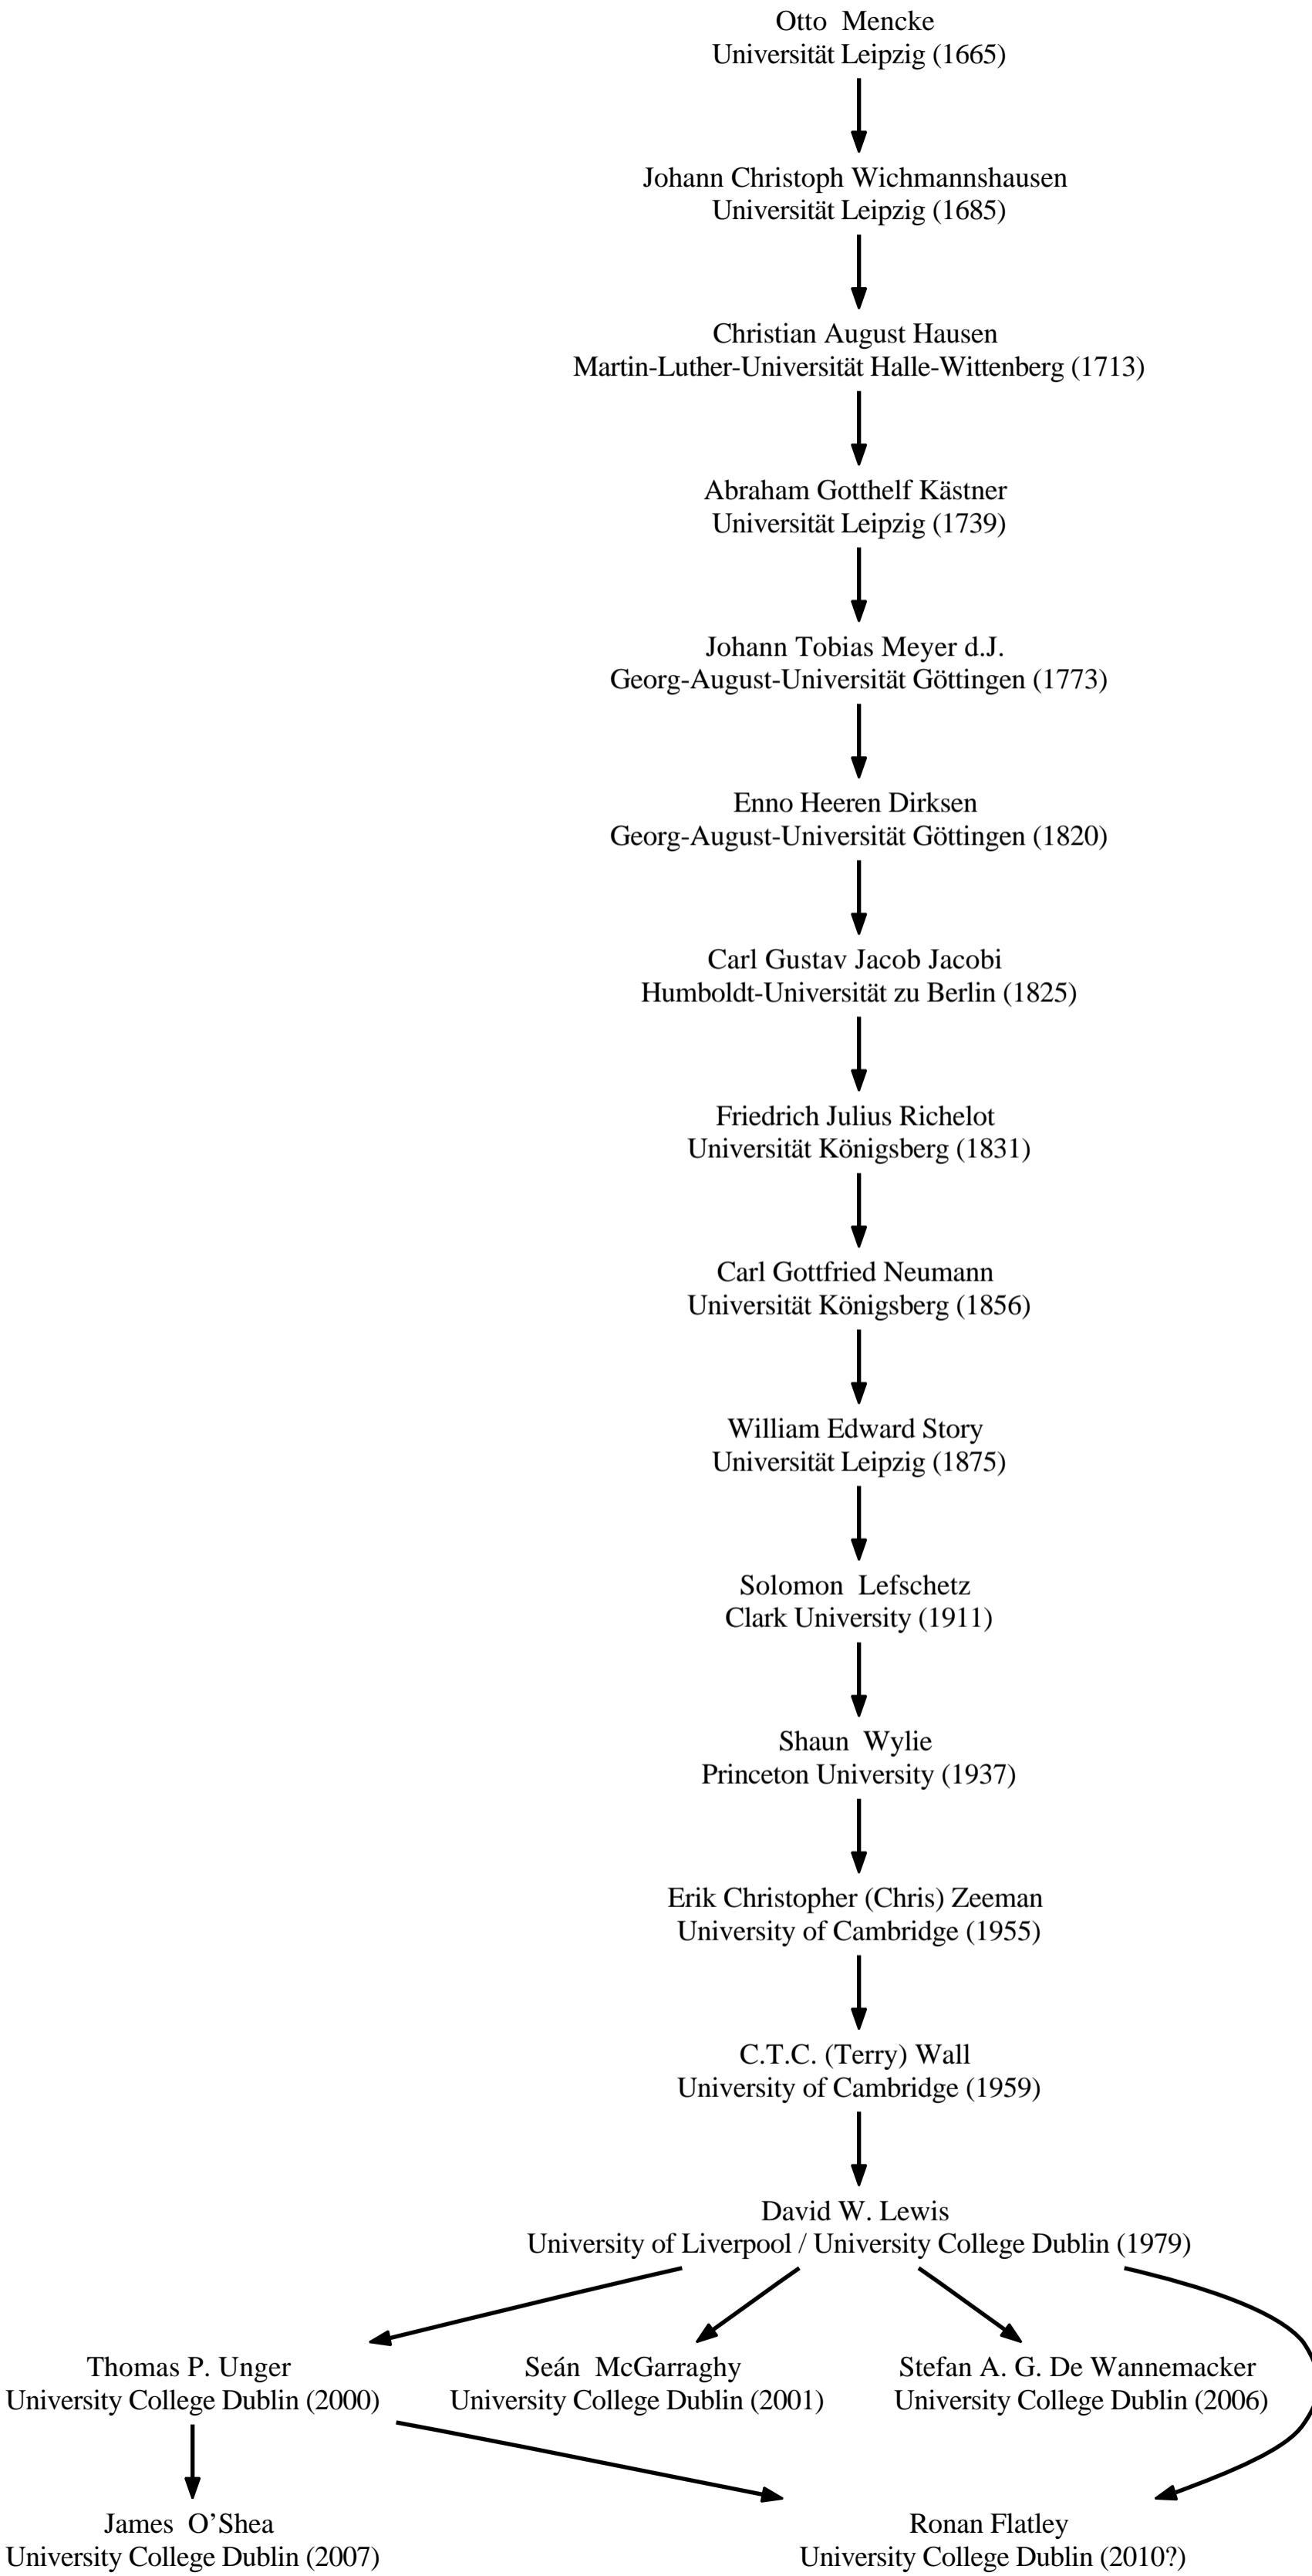 Otto Mencke
Universität Leipzig (1665)
Johann Christoph Wichmannshausen
Universität Leipzig (1685)
Christian August Hausen
Martin-Luther-Universität Halle-Wittenberg (1713)
Abraham Gotthelf Kästner
Universität Leipzig (1739)
Johann Tobias Meyer d.J.
Georg-August-Universität Göttingen (1773)
Enno Heeren Dirksen
Georg-August-Universität Göttingen (1820)
Carl Gustav Jacob Jacobi
Humboldt-Universität zu Berlin (1825)
Friedrich Julius Richelot
Universität Königsberg (1831)
Carl Gottfried Neumann
Universität Königsberg (1856)
William Edward Story
Universität Leipzig (1875)
Solomon Lefschetz
Clark University (1911)
Shaun Wylie
Princeton University (1937)
Erik Christopher (Chris) Zeeman
University of Cambridge (1955)
C.T.C. (Terry) Wall
University of Cambridge (1959)
David W. Lewis
University of Liverpool / University College Dublin (1979)
Thomas P. Unger
University College Dublin (2000)
Seán McGarraghy
University College Dublin (2001)
Stefan A. G. De Wannemacker
University College Dublin (2006)
James O’Shea
University College Dublin (2007)
Ronan Flatley
University College Dublin (2010?)